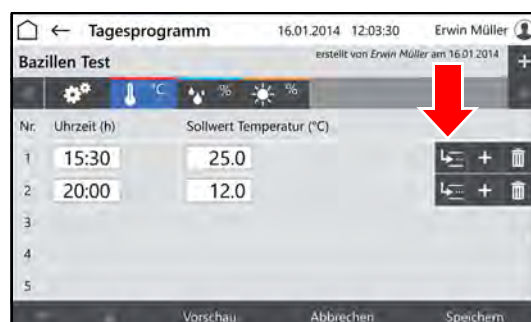 Tagesprogramm 16.01.2014 12:03:30 Erwin Müller
Bazillen Test erstellt von Erwin Müller am 16.01.2014
°C % %
Nr. Uhrzeit (h) Sollwert Temperatur (°C)
1 15:30 25.0
2 20:00 12.0
3
4
5
Vorschau Abbrechen Speichern